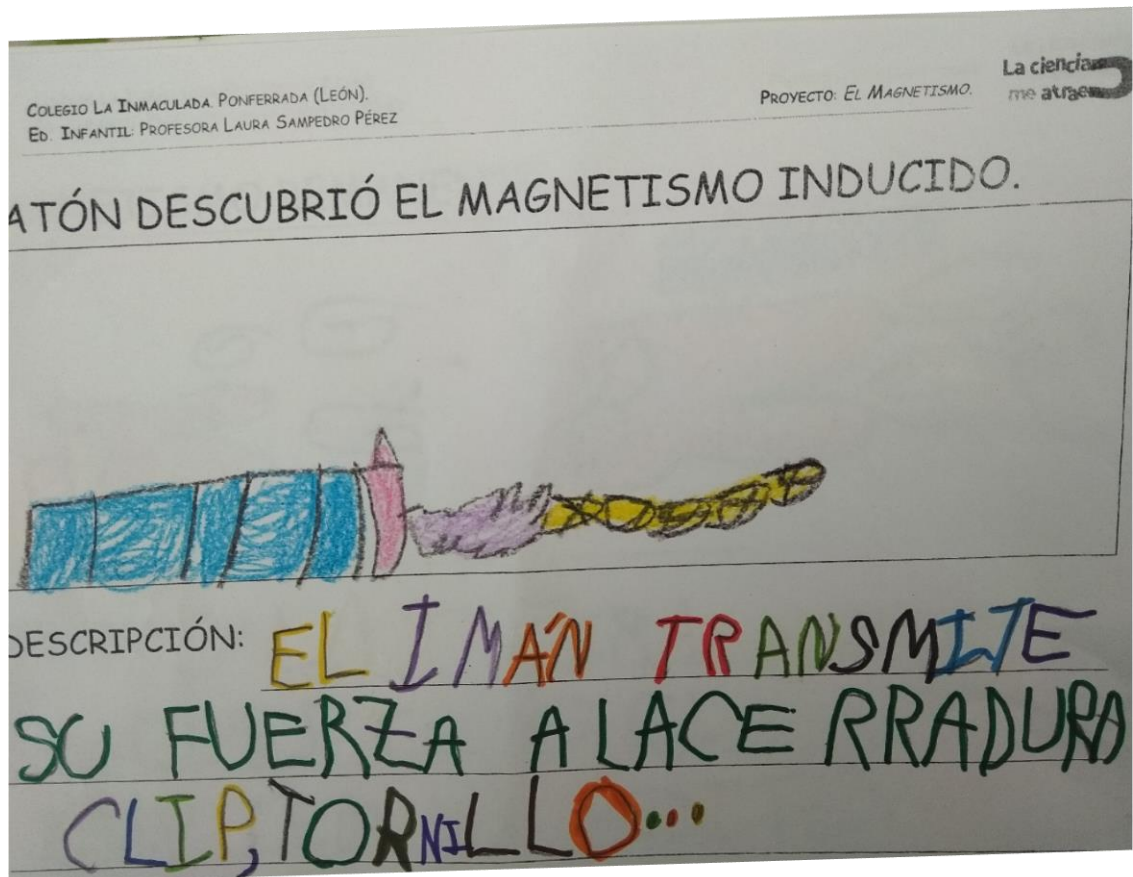 COLEGIO LA INMACULADA. PONFERRADA (LEÓN).
ED. INFANTIL: PROFESORA LAURA SAMPEDRO PÉREZ
PROYECTO: EL MAGNETISMO.
La ciencia
me atrae
ATÓN DESCUBRIÓ EL MAGNETISMO INDUCIDO.
DESCRIPCIÓN: EL IMÁN TRANSMITE
SU FUERZA A LA CERRADURA
CLIP, TORNILLO...